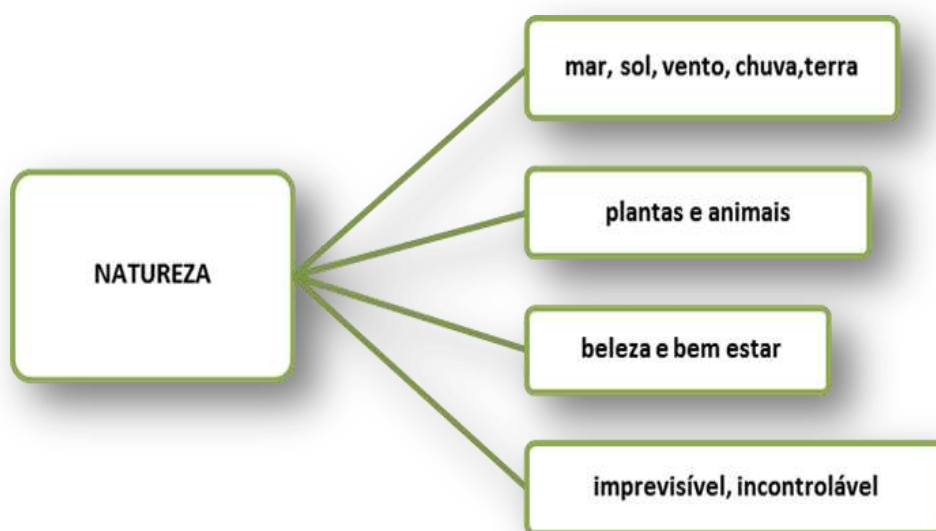 mar, sol, vento, chuva,terra
plantas e animais
NATUREZA
beleza e bem estar
imprevisível, incontrolável